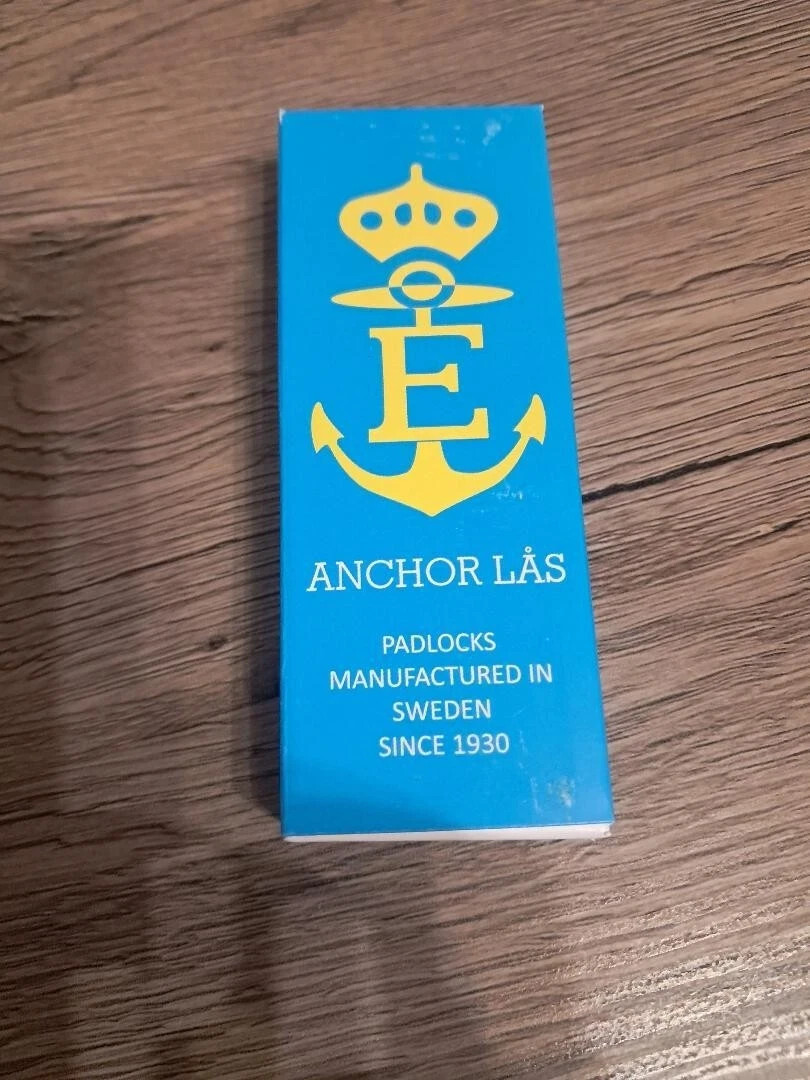 E
ANCHOR LÅS
PADLOCKS
MANUFACTURED IN
SWEDEN
SINCE 1930